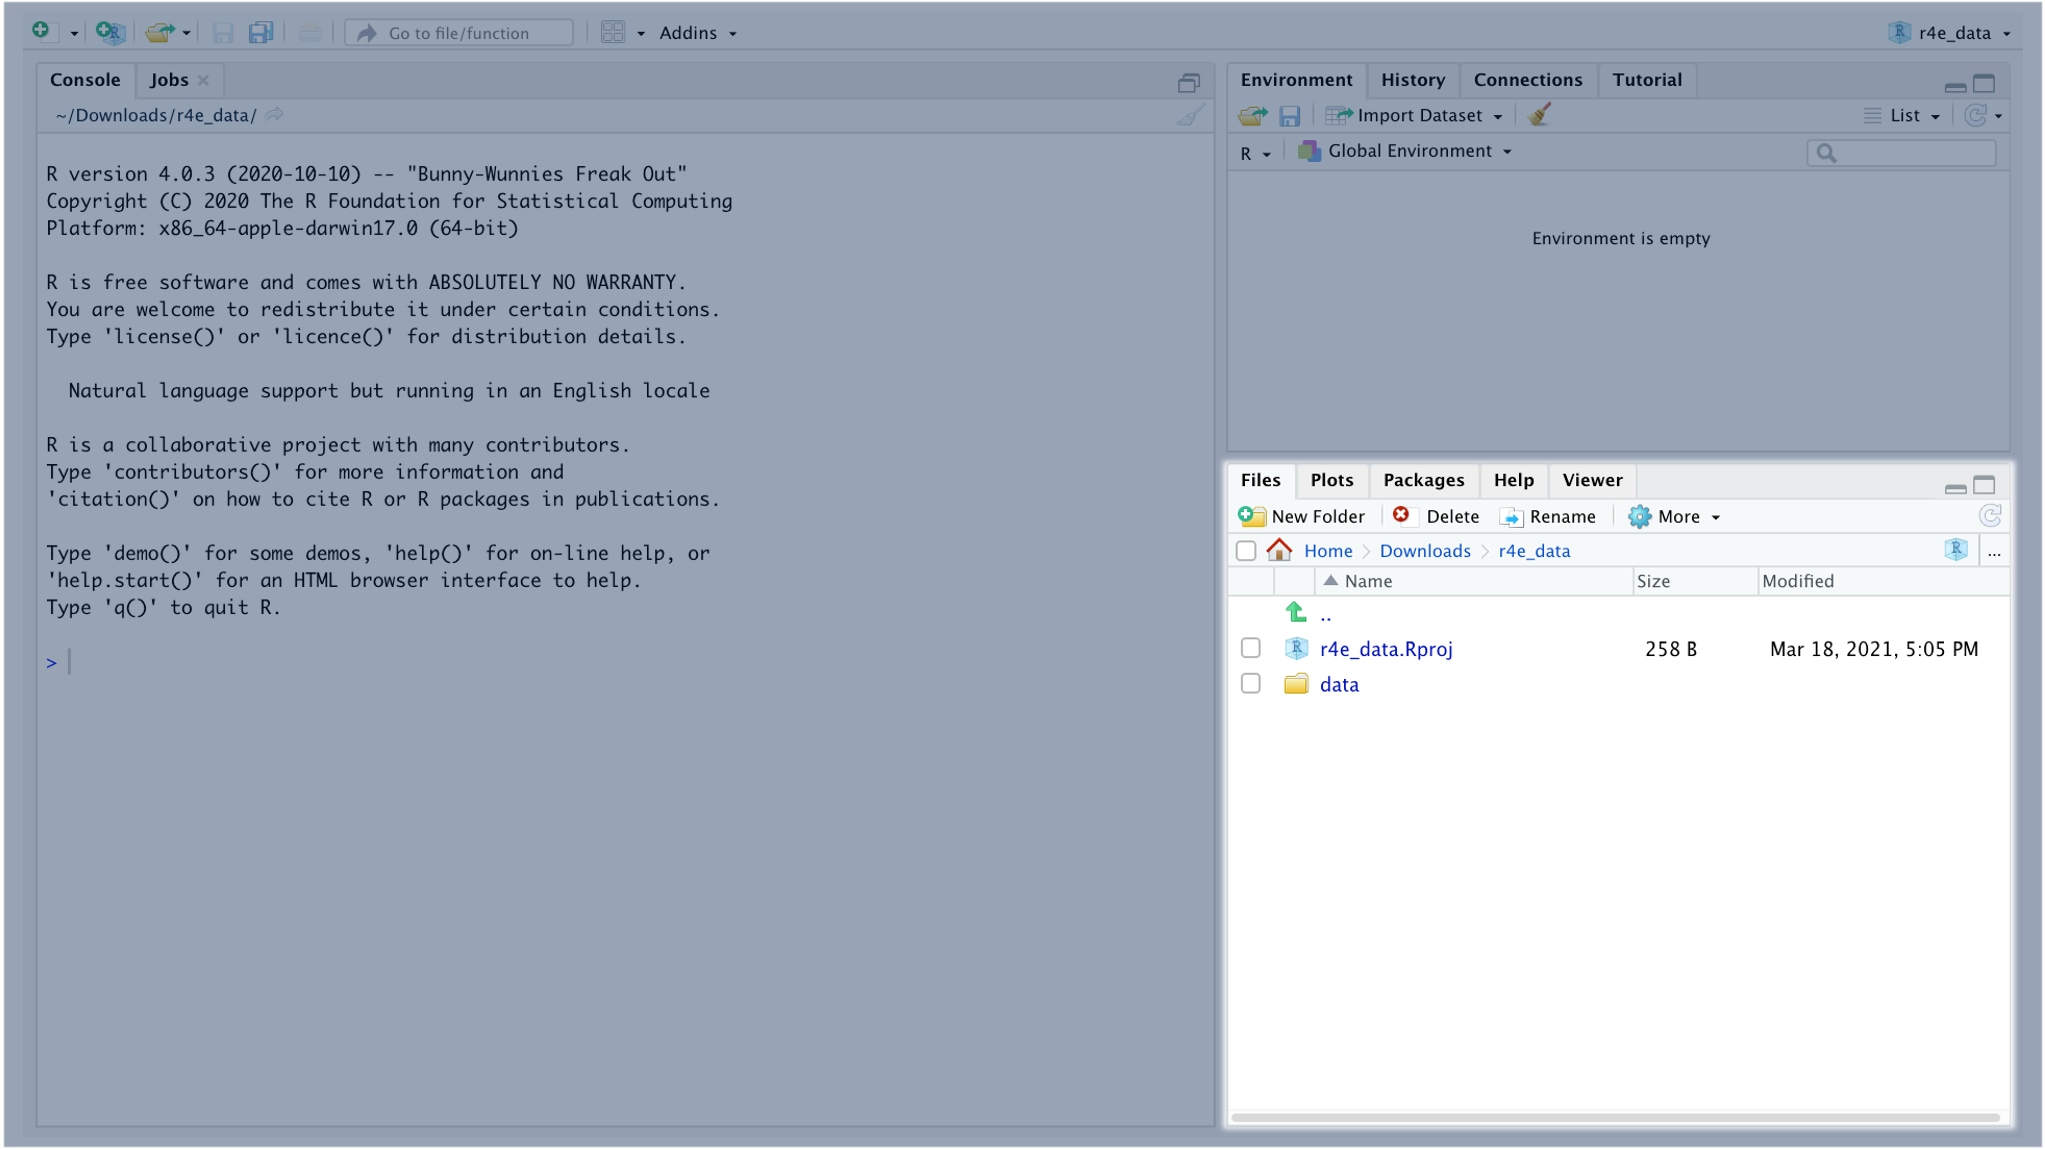 Go to file/function Addins r4e_data
Console Jobs
~/Downloads/r4e_data/
R version 4.0.3 (2020-10-10) -- "Bunny-Wunnies Freak Out"
Copyright (C) 2020 The R Foundation for Statistical Computing
Platform: x86_64-apple-darwin17.0 (64-bit)
R is free software and comes with ABSOLUTELY NO WARRANTY.
You are welcome to redistribute it under certain conditions.
Type 'license()' or 'licence()' for distribution details.
Natural language support but running in an English locale
R is a collaborative project with many contributors.
Type 'contributors()' for more information and
'citation()' on how to cite R or R packages in publications.
Type 'demo()' for some demos, 'help()' for on-line help, or
'help.start()' for an HTML browser interface to help.
Type 'q()' to quit R.
>
Environment History Connections Tutorial
Import Dataset List
R Global Environment
Environment is empty
Files Plots Packages Help Viewer
New Folder Delete Rename More
Home Downloads r4e_data R ...
Name Size Modified
..
R r4e_data.Rproj 258 B Mar 18, 2021, 5:05 PM
data